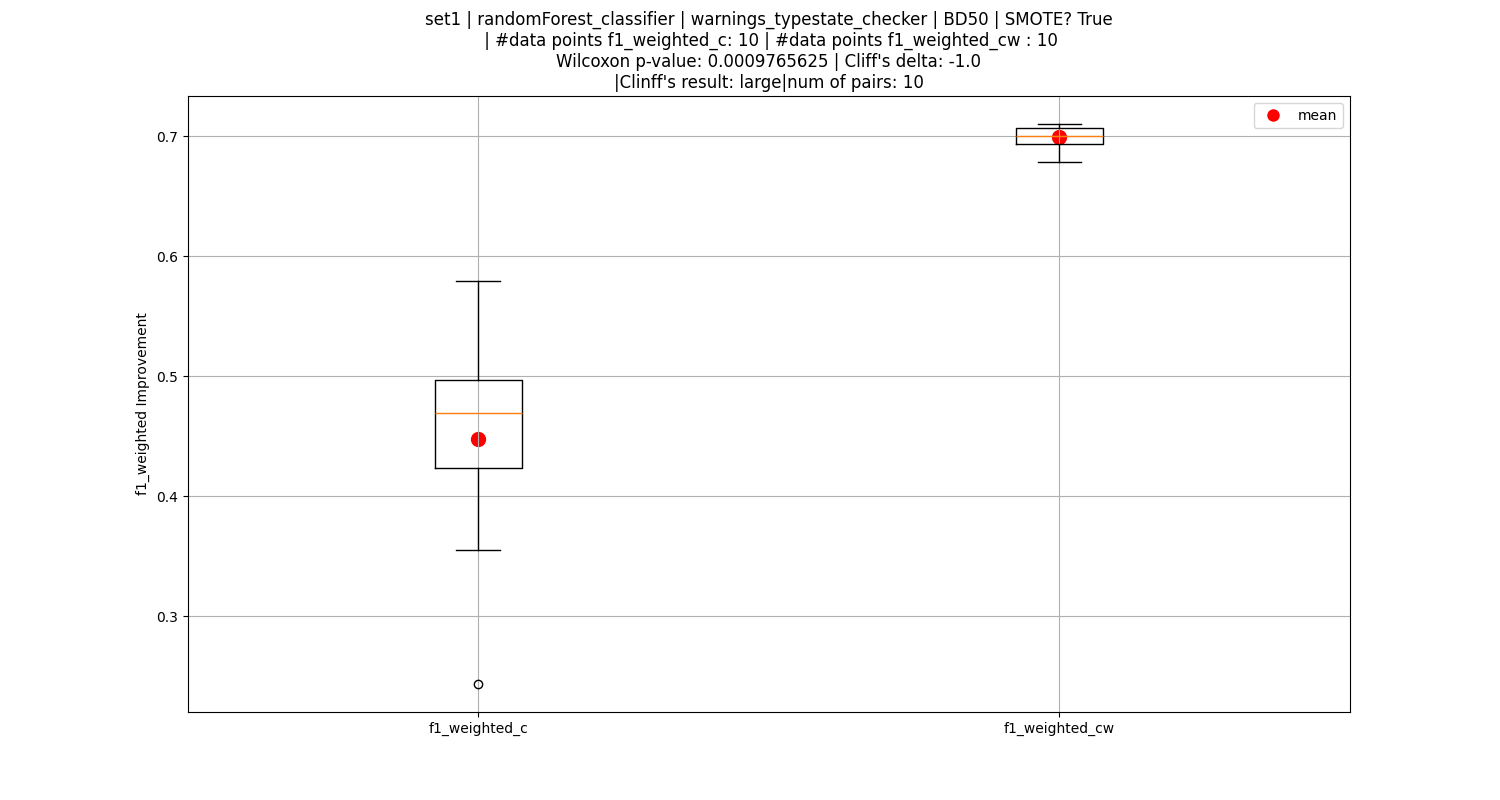 set1 | randomForest_classifier | warnings_typestate_checker | BD50 | SMOTE? True
| #data points f1_weighted_c: 10 | #data points f1_weighted_cw : 10
Wilcoxon p-value: 0.0009765625 | Cliff's delta: -1.0
|Clinff's result: large|num of pairs: 10
mean
0.7
0.6
0.5
0.4
0.3
f1_weighted Improvement
f1_weighted_c
f1_weighted_cw